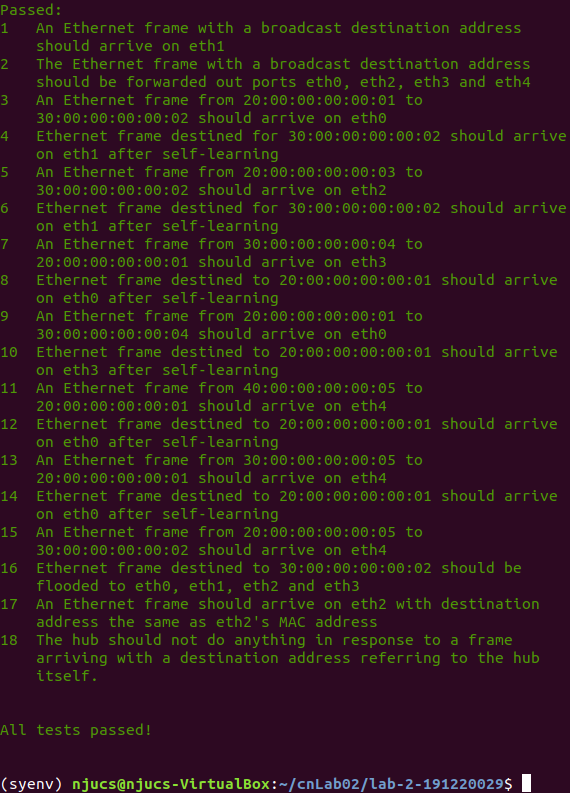 Passed:
1 An Ethernet frame with a broadcast destination address
should arrive on eth1
2 The Ethernet frame with a broadcast destination address
should be forwarded out ports eth0, eth2, eth3 and eth4
3 An Ethernet frame from 20:00:00:00:00:01 to
30:00:00:00:00:02 should arrive on eth0
4 Ethernet frame destined for 30:00:00:00:00:02 should arrive
on eth1 after self-learning
5 An Ethernet frame from 20:00:00:00:00:03 to
30:00:00:00:00:02 should arrive on eth2
6 Ethernet frame destined for 30:00:00:00:00:02 should arrive
on eth1 after self-learning
7 An Ethernet frame from 30:00:00:00:00:04 to
20:00:00:00:00:01 should arrive on eth3
8 Ethernet frame destined to 20:00:00:00:00:01 should arrive
on eth0 after self-learning
9 An Ethernet frame from 20:00:00:00:00:01 to
30:00:00:00:00:04 should arrive on eth0
10 Ethernet frame destined to 20:00:00:00:00:01 should arrive
on eth3 after self-learning
11 An Ethernet frame from 40:00:00:00:00:05 to
20:00:00:00:00:01 should arrive on eth4
12 Ethernet frame destined to 20:00:00:00:00:01 should arrive
on eth0 after self-learning
13 An Ethernet frame from 30:00:00:00:00:05 to
20:00:00:00:00:01 should arrive on eth4
14 Ethernet frame destined to 20:00:00:00:00:01 should arrive
on eth0 after self-learning
15 An Ethernet frame from 20:00:00:00:00:05 to
30:00:00:00:00:02 should arrive on eth4
16 Ethernet frame destined to 30:00:00:00:00:02 should be
flooded to eth0, eth1, eth2 and eth3
17 An Ethernet frame should arrive on eth2 with destination
address the same as eth2's MAC address
18 The hub should not do anything in response to a frame
arriving with a destination address referring to the hub
itself.
All tests passed!
(syenv) njucs@njucs-VirtualBox:~/cnLab02/lab-2-191220029$